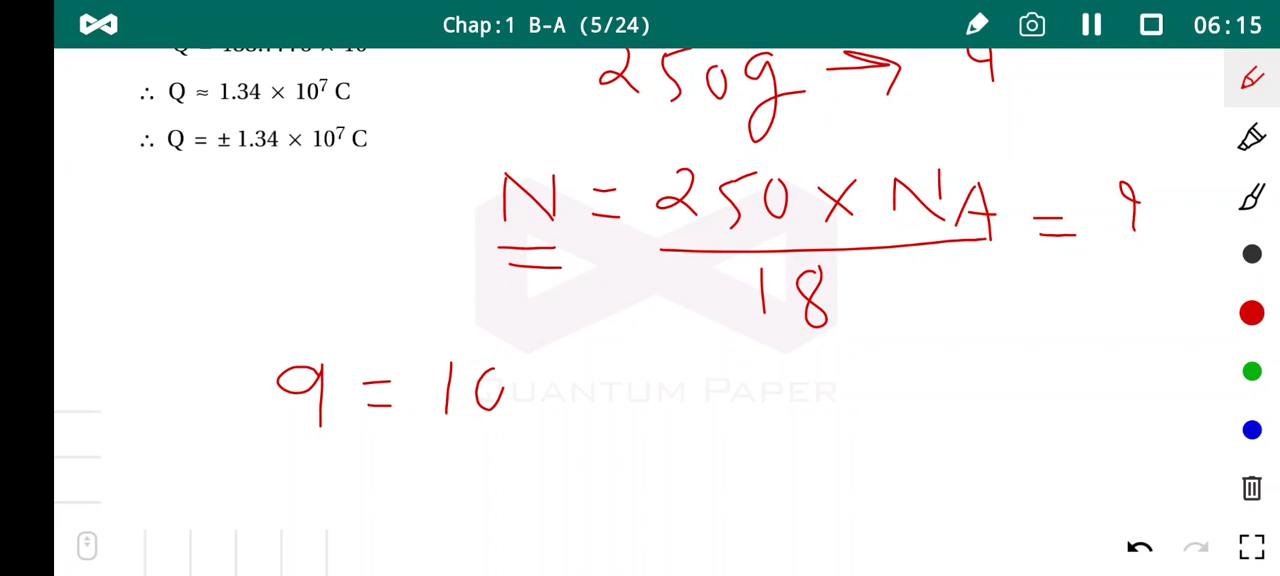 Chap:1 B-A (5/24)
06:15
∴ Q ≈ 1.34 × 10⁷ C
∴ Q = ± 1.34 × 10⁷ C
250g →
N = 250 × NA / 18 = ?
q = 10
QUANTUM PAPER